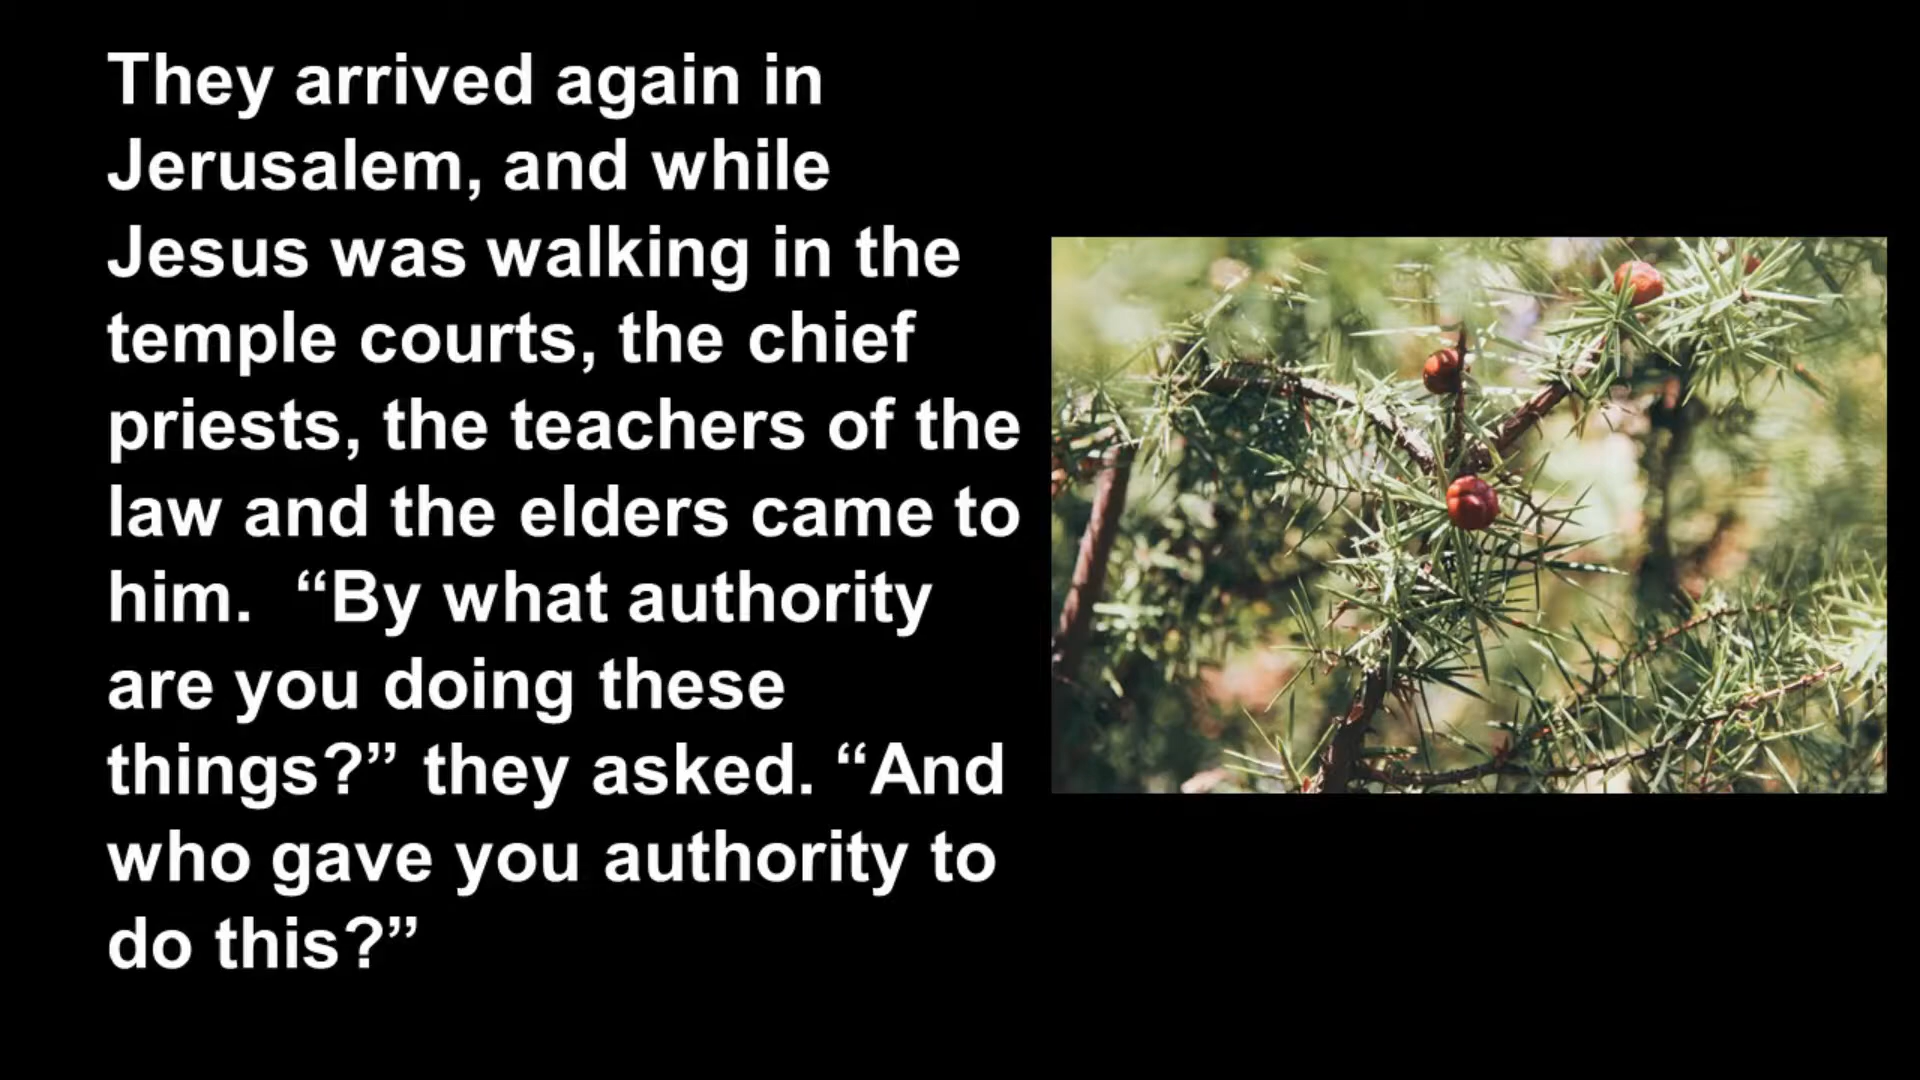 They arrived again in
Jerusalem, and while
Jesus was walking in the
temple courts, the chief
priests, the teachers of the
law and the elders came to
him.  “By what authority
are you doing these
things?” they asked. “And
who gave you authority to
do this?”